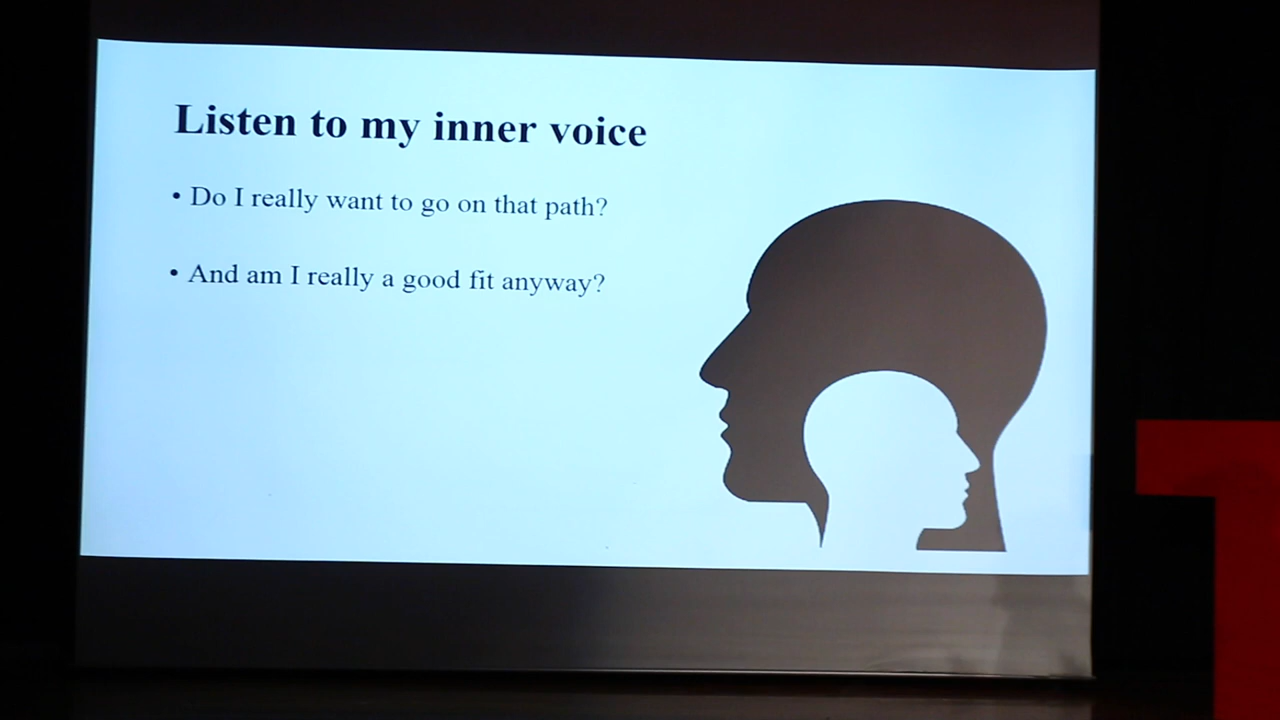 Listen to my inner voice
• Do I really want to go on that path?
• And am I really a good fit anyway?
T